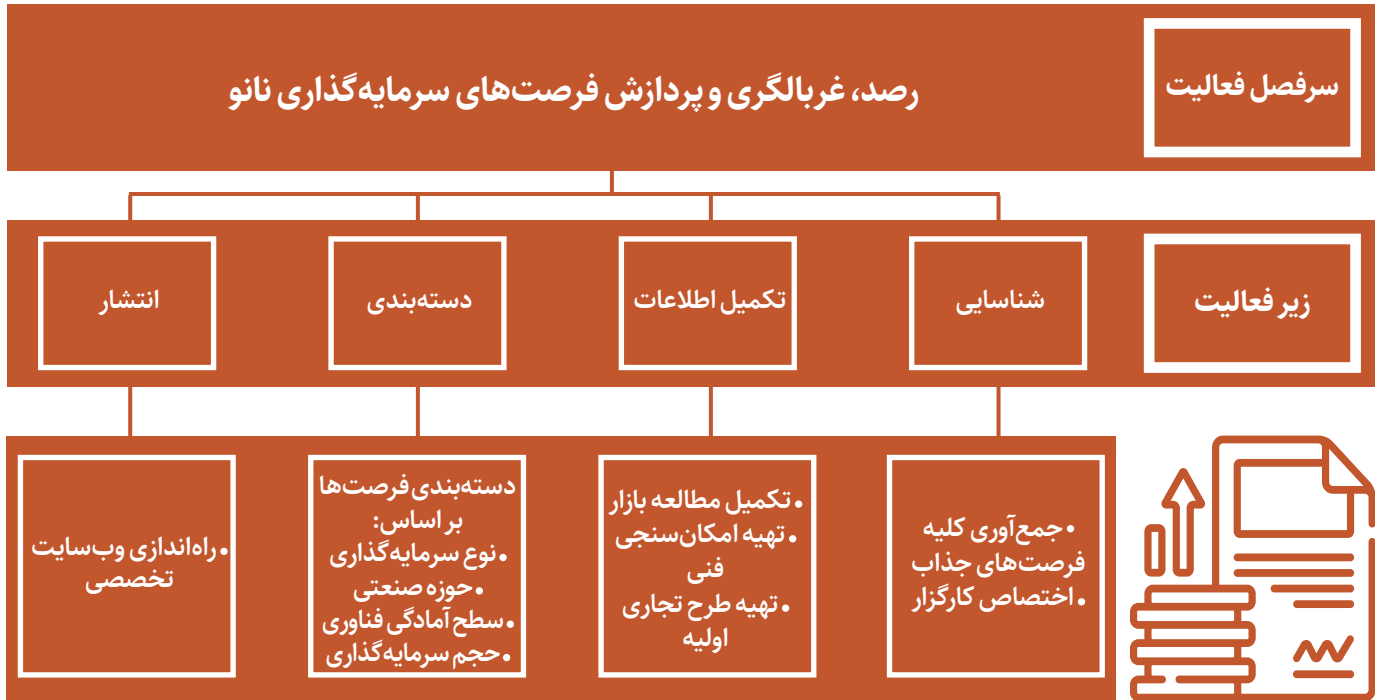 سرفصل فعالیت
رصد، غربالگری و پردازش فرصت‌های سرمایه‌گذاری نانو
زیر فعالیت
شناسایی
تکمیل اطلاعات
دسته‌بندی
انتشار
• جمع‌آوری کلیه
فرصت‌های جذاب
• اختصاص کارگزار
• تکمیل مطالعه بازار
• تهیه امکان‌سنجی
فنی
• تهیه طرح تجاری
اولیه
دسته‌بندی فرصت‌ها
بر اساس:
• نوع سرمایه‌گذاری
• حوزه صنعتی
• سطح آمادگی فناوری
• حجم سرمایه‌گذاری
• راه‌اندازی وب‌سایت
تخصصی